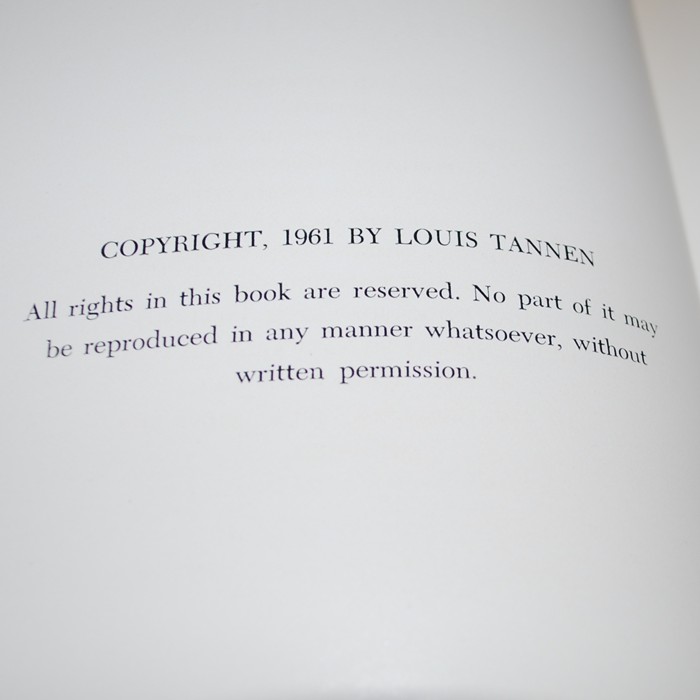 COPYRIGHT, 1961 BY LOUIS TANNEN
All rights in this book are reserved. No part of it may
be reproduced in any manner whatsoever, without
written permission.